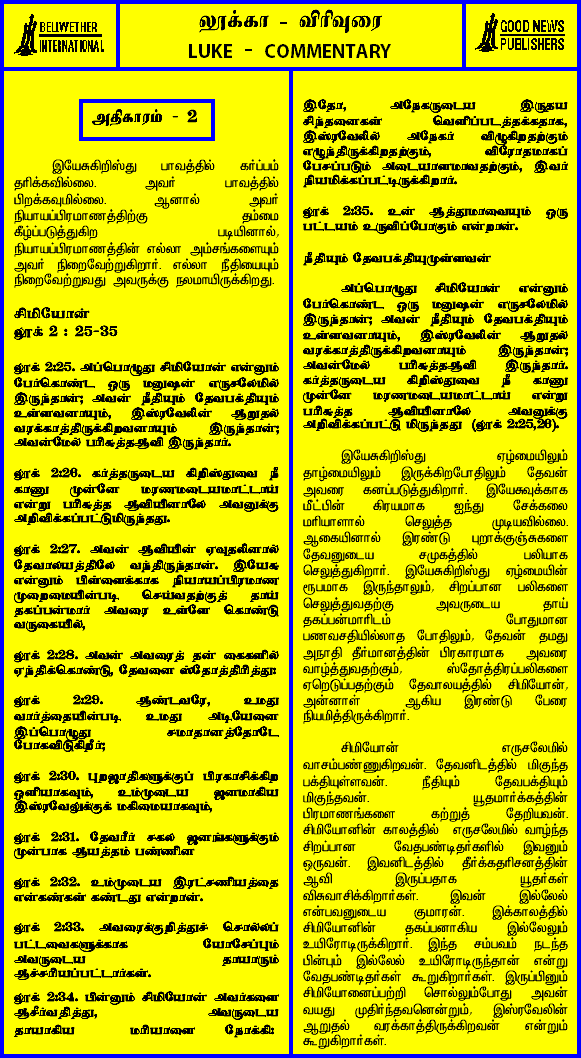 BELLWETHER
INTERNATIONAL
லூக்கா - விரிவுரை
LUKE - COMMENTARY
GOOD NEWS
PUBLISHERS
அதிகாரம் - 2
இயேசுகிறிஸ்து பாவத்தில் கர்ப்பம்
தரிக்கவில்லை. அவர் பாவத்தில்
பிறக்கவுமில்லை. ஆனால் அவர்
நியாயப்பிரமாணத்திற்கு தம்மை
கீழ்ப்படுத்துகிற படியினால்,
நியாயப்பிரமாணத்தின் எல்லா அம்சங்களையும்
அவர் நிறைவேற்றுகிறார். எல்லா நீதியையும்
நிறைவேற்றுவது அவருக்கு நலமாயிருக்கிறது.
சிமியோன்
லூக் 2 : 25-35
லூக் 2:25. அப்பொழுது சிமியோன் என்னும்
பேர்கொண்ட ஒரு மனுஷன் எருசலேமில்
இருந்தான்; அவன் நீதியும் தேவபக்தியும்
உள்ளவனாயும், இஸ்ரவேலின் ஆறுதல்
வரக்காத்திருக்கிறவனாயும் இருந்தான்;
அவன்மேல் பரிசுத்தஆவி இருந்தார்.
லூக் 2:26. கர்த்தருடைய கிறிஸ்துவை நீ
காணு முன்னே மரணமடையமாட்டாய்
என்று பரிசுத்த ஆவியினாலே அவனுக்கு
அறிவிக்கப்பட்டுமிருந்தது.
லூக் 2:27. அவன் ஆவியின் ஏவுதலினால்
தேவாலயத்திலே வந்திருந்தான். இயேசு
என்னும் பிள்ளைக்காக நியாயப்பிரமாண
முறைமையின்படி செய்வதற்குத் தாய்
தகப்பன்மார் அவரை உள்ளே கொண்டு
வருகையில்,
லூக் 2:28. அவன் அவரைத் தன் கைகளில்
ஏந்திக்கொண்டு, தேவனை ஸ்தோத்திரித்து:
லூக் 2:29. ஆண்டவரே, உமது
வார்த்தையின்படி உமது அடியேனை
இப்பொழுது சமாதானத்தோடே
போகவிடுகிறீர்;
லூக் 2:30. புறஜாதிகளுக்குப் பிரகாசிக்கிற
ஒளியாகவும், உம்முடைய ஜனமாகிய
இஸ்ரவேலுக்குக் மகிமையாகவும்,
லூக் 2:31. தேவரீர் சகல ஜனங்களுக்கும்
முன்பாக ஆயத்தம் பண்ணின
லூக் 2:32. உம்முடைய இரட்சணியத்தை
என்கண்கள் கண்டது என்றான்.
லூக் 2:33. அவரைக்குறித்துச் சொல்லப்
பட்டவைகளுக்காக யோசேப்பும்
அவருடைய தாயாரும்
ஆச்சரியப்பட்டார்கள்.
லூக் 2:34. பின்னும் சிமியோன் அவர்களை
ஆசீர்வதித்து, அவருடைய
தாயாகிய மரியாளை நோக்கி:
இதோ, அநேகருடைய இருதய
சிந்தனைகள் வெளிப்படத்தக்கதாக,
இஸ்ரவேலில் அநேகர் விழுகிறதற்கும்
எழுந்திருக்கிறதற்கும், விரோதமாகப்
பேசப்படும் அடையாளமாவதற்கும், இவர்
நியமிக்கப்பட்டிருக்கிறார்.
லூக் 2:35. உன் ஆத்துமாவையும் ஒரு
பட்டயம் உருவிப்போகும் என்றான்.
நீதியும் தேவபக்தியுமுள்ளவன்
அப்பொழுது சிமியோன் என்னும்
பேர்கொண்ட ஒரு மனுஷன் எருசலேமில்
இருந்தான்; அவன் நீதியும் தேவபக்தியும்
உள்ளவனாயும், இஸ்ரவேலின் ஆறுதல்
வரக்காத்திருக்கிறவனாயும் இருந்தான்;
அவன்மேல் பரிசுத்தஆவி இருந்தார்.
கர்த்தருடைய கிறிஸ்துவை நீ காணு
முன்னே மரணமடையமாட்டாய் என்று
பரிசுத்த ஆவியினாலே அவனுக்கு
அறிவிக்கப்பட்டு மிருந்தது (லூக் 2:25,26).
இயேசுகிறிஸ்து ஏழ்மையிலும்
தாழ்மையிலும் இருக்கிறபோதிலும் தேவன்
அவரை கனப்படுத்துகிறார். இயேசுவுக்காக
மீட்பின் கிரயமாக ஐந்து சேக்கலை
மரியாளால் செலுத்த முடியவில்லை.
ஆகையினால் இரண்டு புறாக்குஞ்சுகளை
தேவனுடைய சமுகத்தில் பலியாக
செலுத்துகிறார். இயேசுகிறிஸ்து ஏழ்மையின்
ரூபமாக இருந்தாலும், சிறப்பான பலிகளை
செலுத்துவதற்கு அவருடைய தாய்
தகப்பன்மாரிடம் போதுமான
பணவசதியில்லாத போதிலும், தேவன் தமது
அநாதி தீர்மானத்தின் பிரகாரமாக அவரை
வாழ்த்துவதற்கும், ஸ்தோத்திரப்பலிகளை
ஏறெடுப்பதற்கும் தேவாலயத்தில் சிமியோன்,
அன்னாள் ஆகிய இரண்டு பேரை
நியமித்திருக்கிறார்.
சிமியோன் எருசலேமில்
வாசம்பண்ணுகிறவன். தேவனிடத்தில் மிகுந்த
பக்தியுள்ளவன். நீதியும் தேவபக்தியும்
மிகுந்தவன். யூதமார்க்கத்தின்
பிரமாணங்களை கற்றுத் தேறியவன்.
சிமியோனின் காலத்தில் எருசலேமில் வாழ்ந்த
சிறப்பான வேதபண்டிதர்களில் இவனும்
ஒருவன். இவனிடத்தில் தீர்க்கதரிசனத்தின்
ஆவி இருப்பதாக யூதர்கள்
விசுவாசிக்கிறார்கள். இவன் இல்லேல்
என்பவனுடைய குமாரன். இக்காலத்தில்
சிமியோனின் தகப்பனாகிய இல்லேலும்
உயிரோடிருக்கிறார். இந்த சம்பவம் நடந்த
பின்பும் இல்லேல் உயிரோடிருந்தான் என்று
வேதபண்டிதர்கள் கூறுகிறார்கள். இருப்பினும்
சிமியோனைப்பற்றி சொல்லும்போது அவன்
வயது முதிர்ந்தவனென்றும், இஸ்ரவேலின்
ஆறுதல் வரக்காத்திருக்கிறவன் என்றும்
கூறுகிறார்கள்.